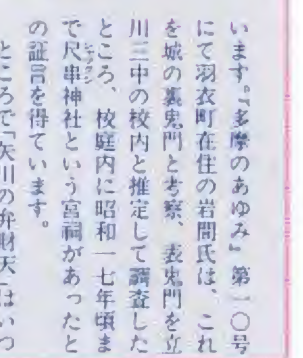 います。『多摩のあゆみ』第一〇号
にて羽衣町在住の岩間氏は、これ
を城の裏鬼門と考察、表鬼門を立
川三中の校内と推定して調査した
ところ、校庭内に昭和一七年頃ま
で尺串神社という宮祠があったと
の証言を得ています。
ところで「矢川の弁財天」はいつ